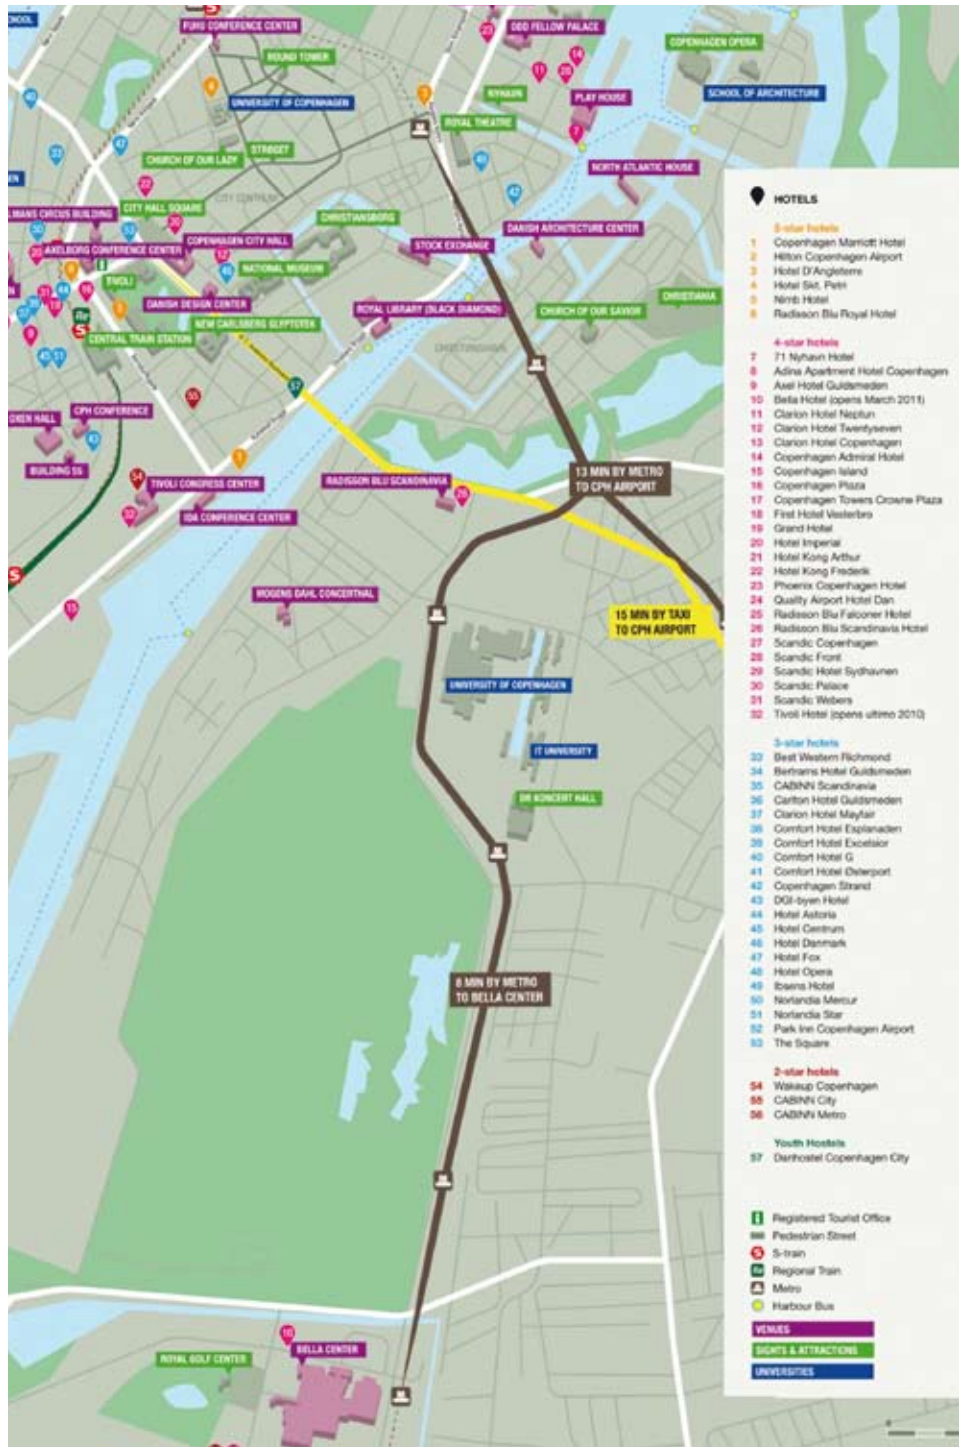 SCHOOL
FUHU CONFERENCE CENTER
ODD FELLOW PALACE
COPENHAGEN OPERA
ROUND TOWER
NYHAVN
UNIVERSITY OF COPENHAGEN
PLAY HOUSE
SCHOOL OF ARCHITECTURE
ROYAL THEATRE
STRØGET
CHURCH OF OUR LADY
NORTH ATLANTIC HOUSE
CITY CENTRUM
CITY HALL SQUARE
LMANS CIRCUS BUILDING
CHRISTIANSBORG
DANISH ARCHITECTURE CENTER
AXELBORG CONFERENCE CENTER
COPENHAGEN CITY HALL
STOCK EXCHANGE
NATIONAL MUSEUM
TIVOLI
DANISH DESIGN CENTER
ROYAL LIBRARY (BLACK DIAMOND)
CHRISTIANIA
CHURCH OF OUR SAVIOR
NEW CARLSBERG GLYPTOTEK
CENTRAL TRAIN STATION
CHRISTIANSHAVN
CPH CONFERENCE
BUILDING 55
TIVOLI CONGRESS CENTER
RADISSON BLU SCANDINAVIA
13 MIN BY METRO
TO CPH AIRPORT
IDA CONFERENCE CENTER
MOGENS DAHL CONCERTHAL
15 MIN BY TAXI
TO CPH AIRPORT
UNIVERSITY OF COPENHAGEN
IT UNIVERSITY
DR KONCERT HALL
8 MIN BY METRO
TO BELLA CENTER
BELLA CENTER
ROYAL GOLF CENTER
HOTELS
5-star hotels
1 Copenhagen Marriott Hotel
2 Hilton Copenhagen Airport
3 Hotel D'Angleterre
4 Hotel Skt. Petri
5 Nimb Hotel
6 Radisson Blu Royal Hotel
4-star hotels
7 71 Nyhavn Hotel
8 Adina Apartment Hotel Copenhagen
9 Axel Hotel Guldsmeden
10 Bella Hotel (opens March 2011)
11 Clarion Hotel Neptun
12 Clarion Hotel Twentyseven
13 Clarion Hotel Copenhagen
14 Copenhagen Admiral Hotel
15 Copenhagen Island
16 Copenhagen Plaza
17 Copenhagen Towers Crowne Plaza
18 First Hotel Vesterbro
19 Grand Hotel
20 Hotel Imperial
21 Hotel Kong Arthur
22 Hotel Kong Frederik
23 Phoenix Copenhagen Hotel
24 Quality Airport Hotel Dan
25 Radisson Blu Falconer Hotel
26 Radisson Blu Scandinavia Hotel
27 Scandic Copenhagen
28 Scandic Front
29 Scandic Hotel Sydhavnen
30 Scandic Palace
31 Scandic Webers
32 Tivoli Hotel (opens ultimo 2010)
3-star hotels
33 Best Western Richmond
34 Bertrams Hotel Guldsmeden
35 CABINN Scandinavia
36 Carlton Hotel Guldsmeden
37 Clarion Hotel Mayfair
38 Comfort Hotel Esplanaden
39 Comfort Hotel Excelsior
40 Comfort Hotel G
41 Comfort Hotel Østerport
42 Copenhagen Strand
43 DGI-byen Hotel
44 Hotel Astoria
45 Hotel Centrum
46 Hotel Danmark
47 Hotel Fox
48 Hotel Opera
49 Ibsens Hotel
50 Norlandia Mercur
51 Norlandia Star
52 Park Inn Copenhagen Airport
53 The Square
2-star hotels
54 Wakeup Copenhagen
55 CABINN City
56 CABINN Metro
Youth Hostels
57 Danhostel Copenhagen City
Registered Tourist Office
Pedestrian Street
S-train
Regional Train
Metro
Harbour Bus
VENUES
SIGHTS & ATTRACTIONS
UNIVERSITIES